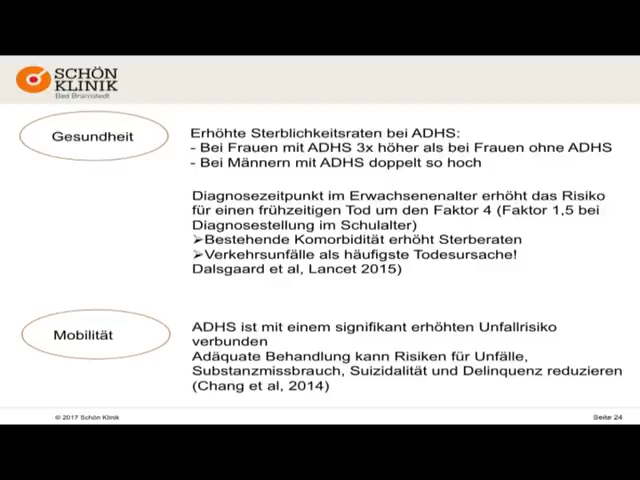 SCHÖN
KLINIK
Bad Bramstedt
Gesundheit
Erhöhte Sterblichkeitsraten bei ADHS:
- Bei Frauen mit ADHS 3x höher als bei Frauen ohne ADHS
- Bei Männern mit ADHS doppelt so hoch
Diagnosezeitpunkt im Erwachsenenalter erhöht das Risiko
für einen frühzeitigen Tod um den Faktor 4 (Faktor 1,5 bei
Diagnosestellung im Schulalter)
➢Bestehende Komorbidität erhöht Sterberaten
➢Verkehrsunfälle als häufigste Todesursache!
Dalsgaard et al, Lancet 2015)
Mobilität
ADHS ist mit einem signifikant erhöhten Unfallrisiko
verbunden
Adäquate Behandlung kann Risiken für Unfälle,
Substanzmissbrauch, Suizidalität und Delinquenz reduzieren
(Chang et al, 2014)
© 2017 Schön Klinik
Seite 24